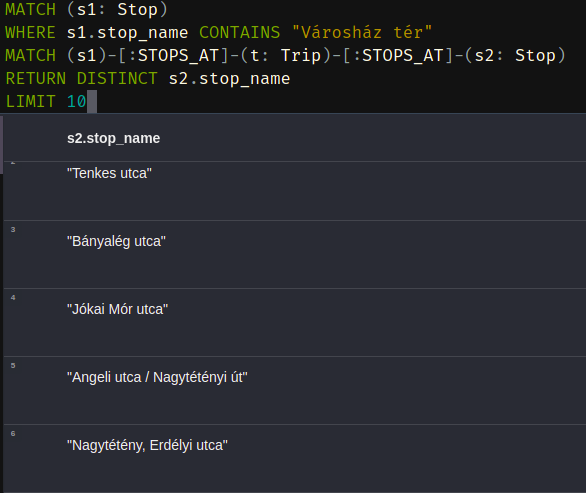 MATCH (s1: Stop)
WHERE s1.stop_name CONTAINS "Városház tér"
MATCH (s1)-[:STOPS_AT]-(t: Trip)-[:STOPS_AT]-(s2: Stop)
RETURN DISTINCT s2.stop_name
LIMIT 10
s2.stop_name
"Tenkes utca"
3
"Bányalég utca"
4
"Jókai Mór utca"
5
"Angeli utca / Nagytétényi út"
6
"Nagytétény, Erdélyi utca"